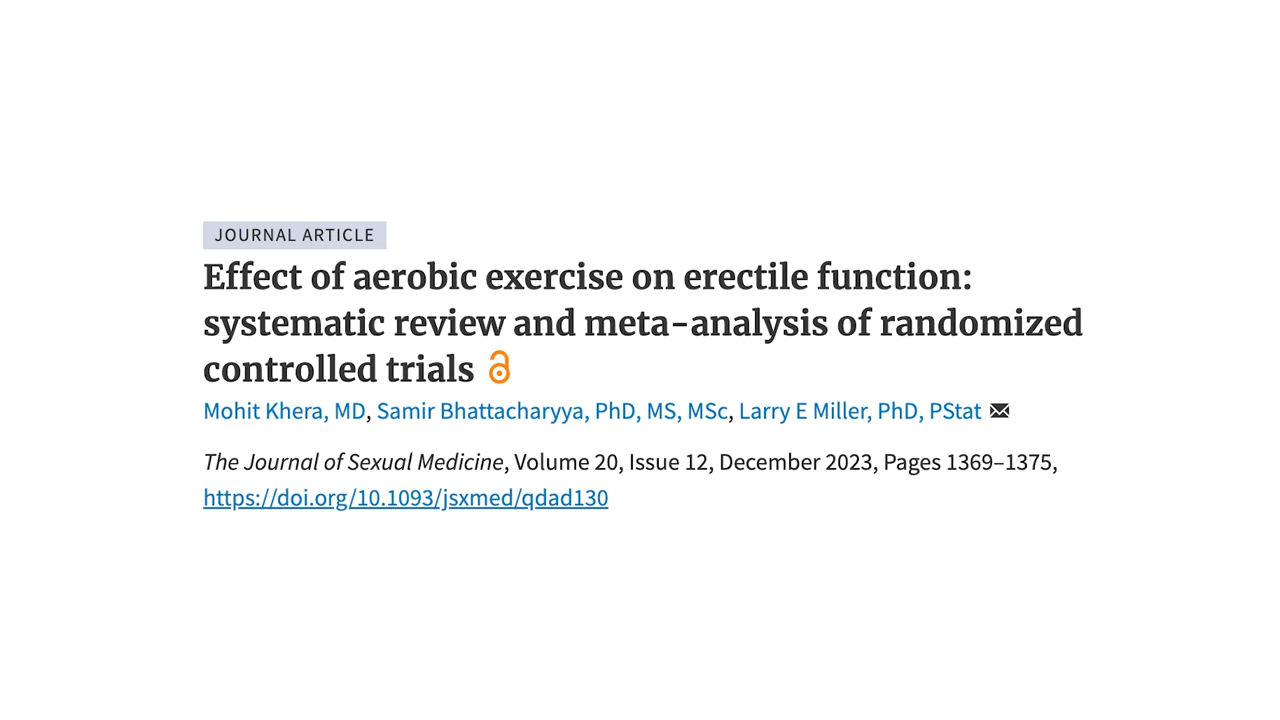 JOURNAL ARTICLE
Effect of aerobic exercise on erectile function:
systematic review and meta-analysis of randomized
controlled trials
Mohit Khera, MD, Samir Bhattacharyya, PhD, MS, MSc, Larry E Miller, PhD, PStat
The Journal of Sexual Medicine, Volume 20, Issue 12, December 2023, Pages 1369–1375,
https://doi.org/10.1093/jsxmed/qdad130